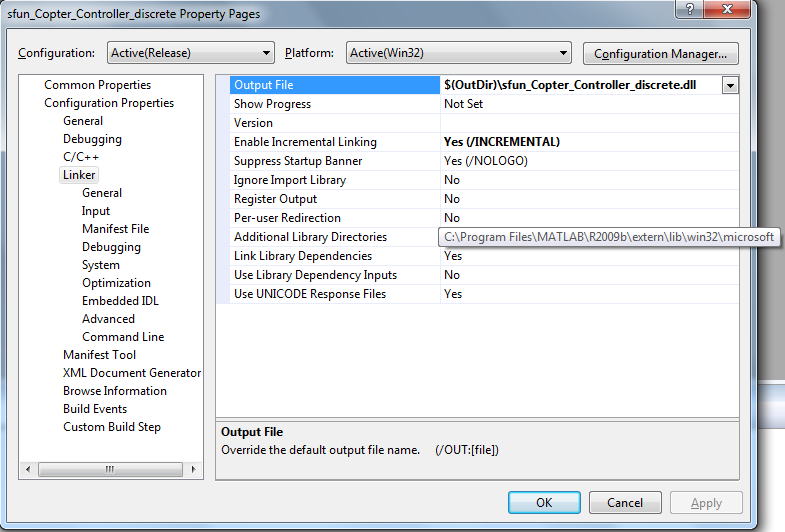 sfun_Copter_Controller_discrete Property Pages
Configuration: Active(Release) Platform: Active(Win32) Configuration Manager...
Common Properties
Configuration Properties
General
Debugging
C/C++
Linker
General
Input
Manifest File
Debugging
System
Optimization
Embedded IDL
Advanced
Command Line
Manifest Tool
XML Document Generator
Browse Information
Build Events
Custom Build Step
Output File $(OutDir)\sfun_Copter_Controller_discrete.dll
Show Progress Not Set
Version
Enable Incremental Linking Yes (/INCREMENTAL)
Suppress Startup Banner Yes (/NOLOGO)
Ignore Import Library No
Register Output No
Per-user Redirection No
Additional Library Directories C:\Program Files\MATLAB\R2009b\extern\lib\win32\microsoft
Link Library Dependencies Yes
Use Library Dependency Inputs No
Use UNICODE Response Files Yes
Output File
Override the default output file name. (/OUT:[file])
OK Cancel Apply